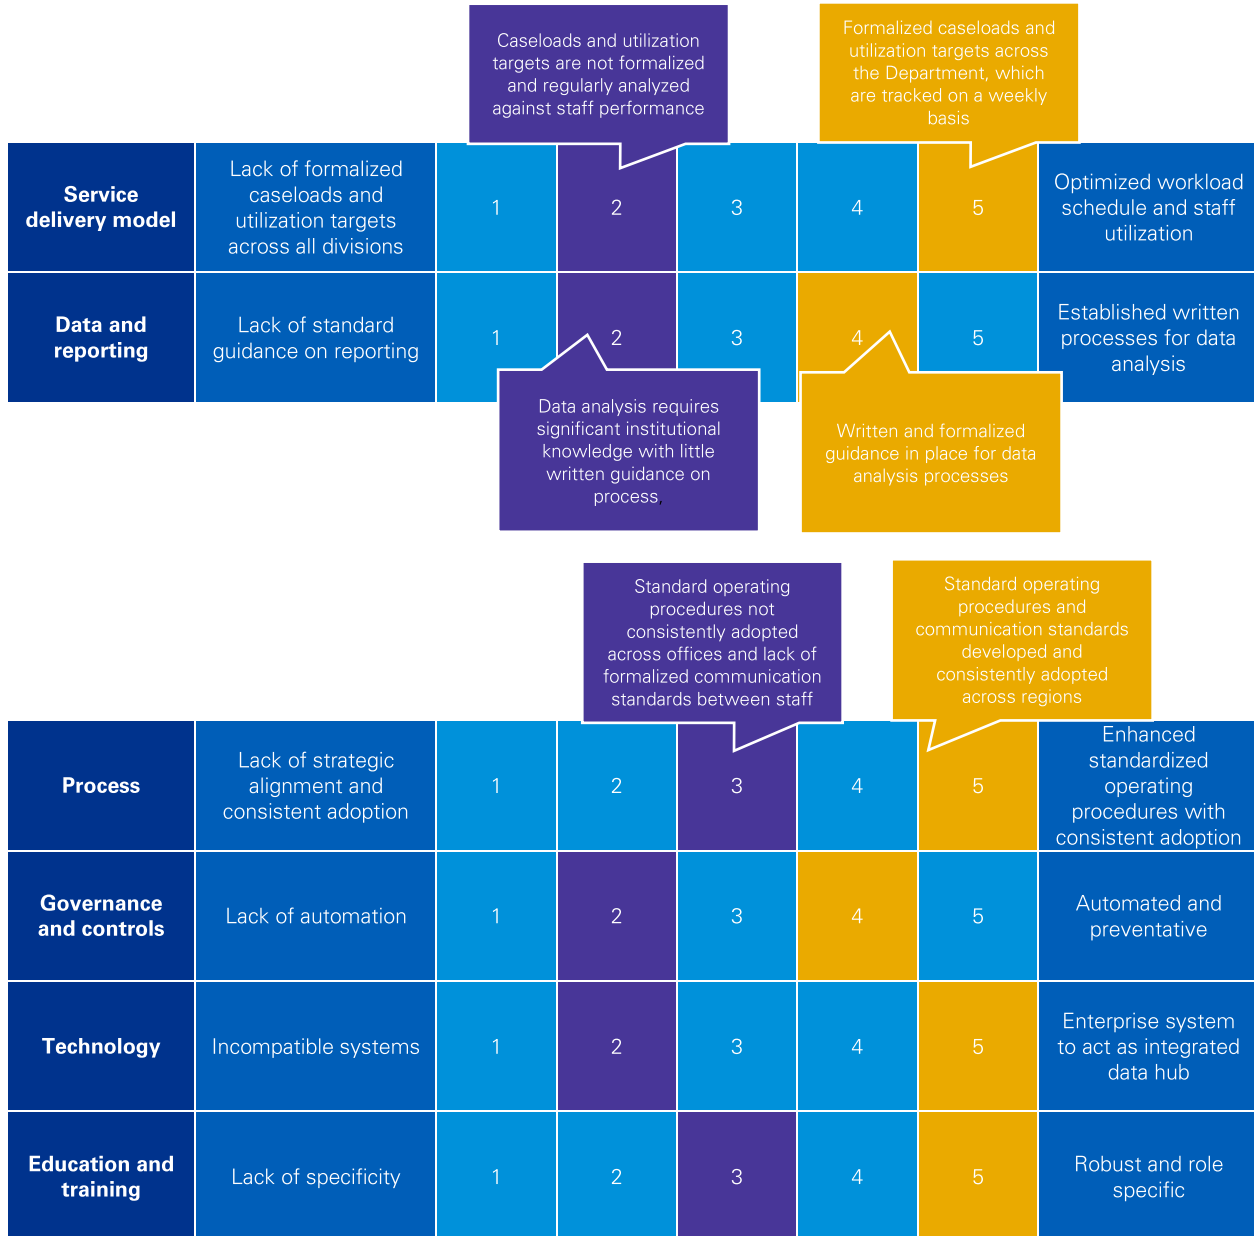 Caseloads and utilization
targets are not formalized
and regularly analyzed
against staff performance
Formalized caseloads and
utilization targets across
the Department, which
are tracked on a weekly
basis
Service
delivery model
Lack of formalized
caseloads and
utilization targets
across all divisions
1
2
3
4
5
Optimized workload
schedule and staff
utilization
Data and
reporting
Lack of standard
guidance on reporting
1
2
3
4
5
Established written
processes for data
analysis
Data analysis requires
significant institutional
knowledge with little
written guidance on
process,
Written and formalized
guidance in place for data
analysis processes
Standard operating
procedures not
consistently adopted
across offices and lack of
formalized communication
standards between staff
Standard operating
procedures and
communication standards
developed and
consistently adopted
across regions
Process
Lack of strategic
alignment and
consistent adoption
1
2
3
4
5
Enhanced
standardized
operating
procedures with
consistent adoption
Governance
and controls
Lack of automation
1
2
3
4
5
Automated and
preventative
Technology
Incompatible systems
1
2
3
4
5
Enterprise system
to act as integrated
data hub
Education and
training
Lack of specificity
1
2
3
4
5
Robust and role
specific